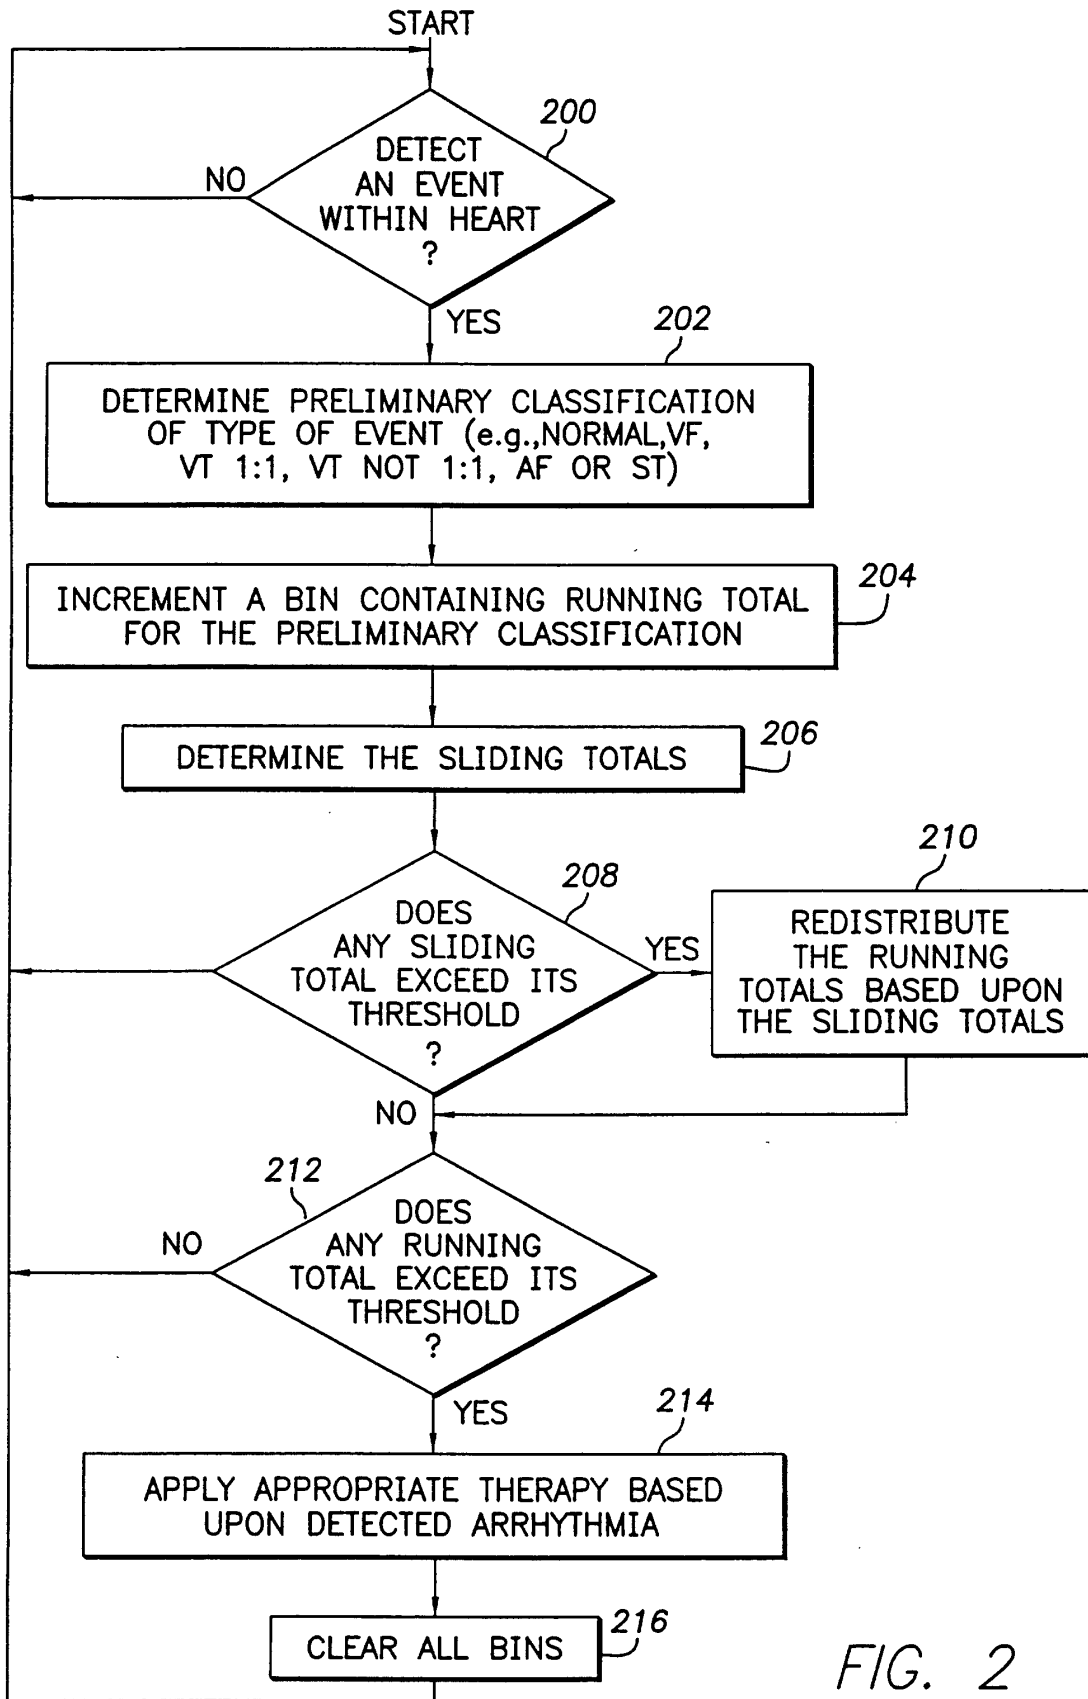 START
200
DETECT
AN EVENT
WITHIN HEART
?
NO
YES
202
DETERMINE PRELIMINARY CLASSIFICATION
OF TYPE OF EVENT (e.g.,NORMAL,VF,
VT 1:1, VT NOT 1:1, AF OR ST)
204
INCREMENT A BIN CONTAINING RUNNING TOTAL
FOR THE PRELIMINARY CLASSIFICATION
206
DETERMINE THE SLIDING TOTALS
208
DOES
ANY SLIDING
TOTAL EXCEED ITS
THRESHOLD
?
YES
210
REDISTRIBUTE
THE RUNNING
TOTALS BASED UPON
THE SLIDING TOTALS
NO
212
DOES
ANY RUNNING
TOTAL EXCEED ITS
THRESHOLD
?
NO
YES
214
APPLY APPROPRIATE THERAPY BASED
UPON DETECTED ARRHYTHMIA
216
CLEAR ALL BINS
FIG. 2